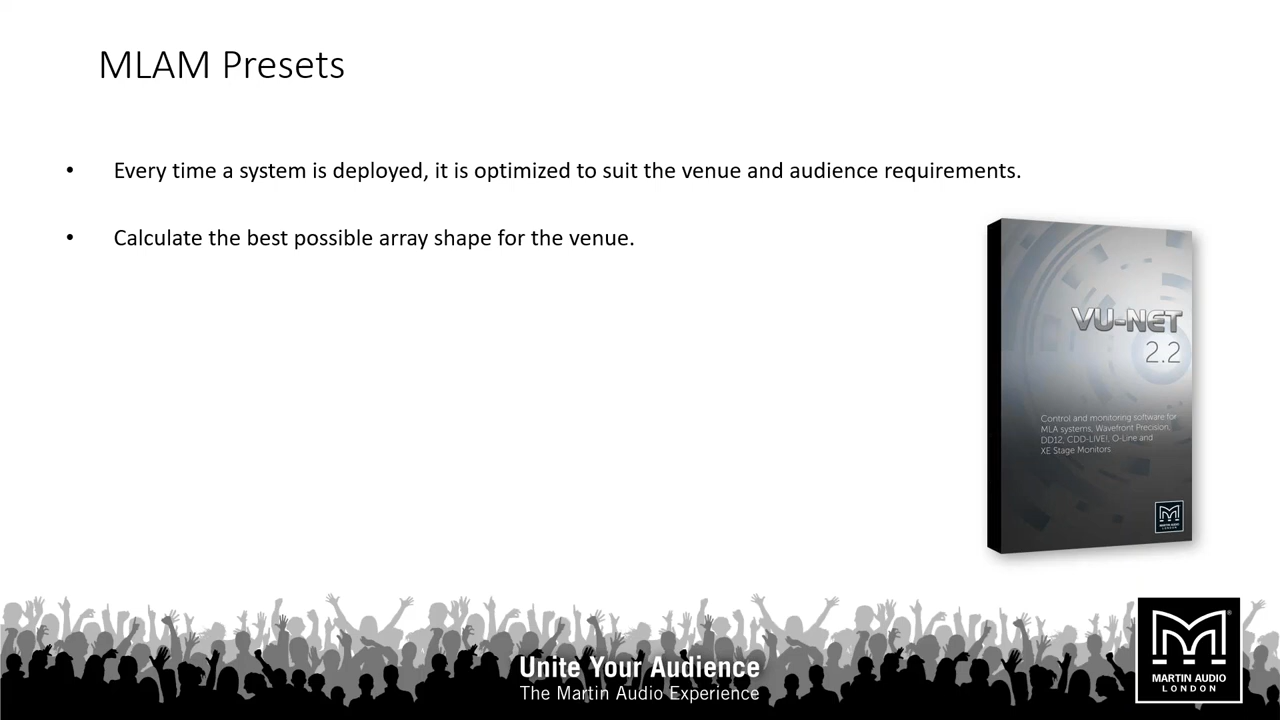 MLAM Presets
• Every time a system is deployed, it is optimized to suit the venue and audience requirements.
• Calculate the best possible array shape for the venue.
VU-NET
2.2
Control and monitoring software for
MLA systems, Wavefront Precision,
DD12, CDD-LIVE!, O-Line and
XE Stage Monitors
MARTIN AUDIO
LONDON
Unite Your Audience
The Martin Audio Experience
MARTIN AUDIO
LONDON